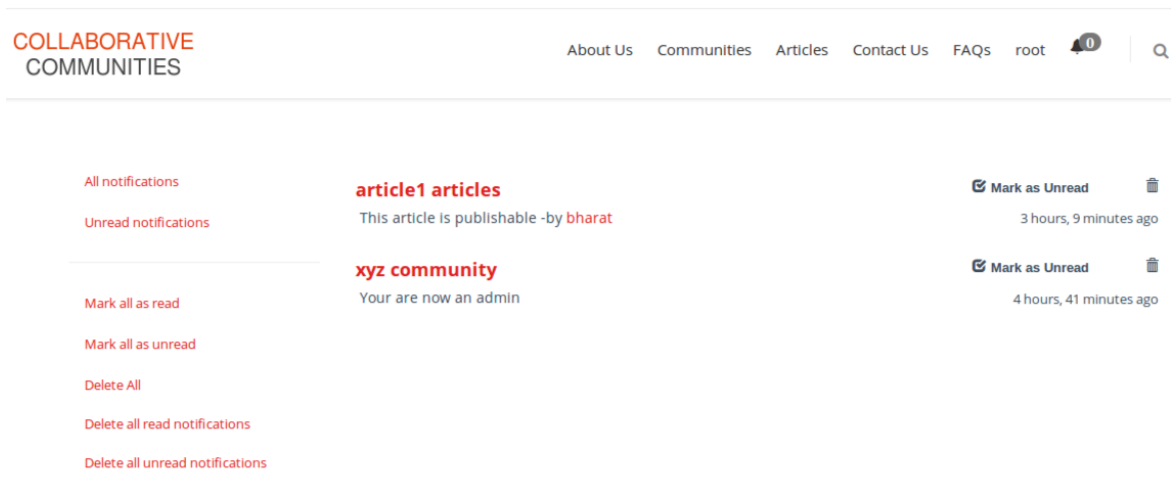 COLLABORATIVE
COMMUNITIES
About Us Communities Articles Contact Us FAQs root 0
All notifications
Unread notifications
Mark all as read
Mark all as unread
Delete All
Delete all read notifications
Delete all unread notifications
article1 articles Mark as Unread
This article is publishable -by bharat 3 hours, 9 minutes ago
xyz community Mark as Unread
Your are now an admin 4 hours, 41 minutes ago